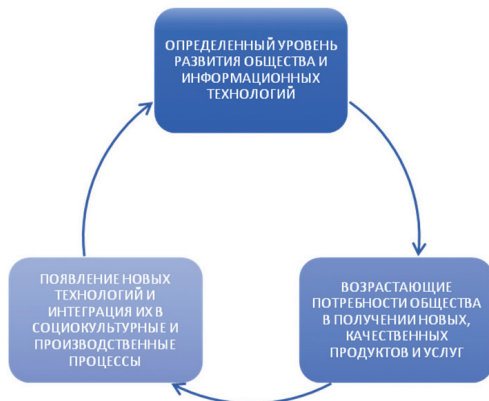 ОПРЕДЕЛЕННЫЙ УРОВЕНЬ
РАЗВИТИЯ ОБЩЕСТВА И
ИНФОРМАЦИОННЫХ
ТЕХНОЛОГИЙ
ВОЗРАСТАЮЩИЕ
ПОТРЕБНОСТИ ОБЩЕСТВА
В ПОЛУЧЕНИИ НОВЫХ,
КАЧЕСТВЕННЫХ
ПРОДУКТОВ И УСЛУГ
ПОЯВЛЕНИЕ НОВЫХ
ТЕХНОЛОГИЙ И
ИНТЕГРАЦИЯ ИХ В
СОЦИОКУЛЬТУРНЫЕ И
ПРОИЗВОДСТВЕННЫЕ
ПРОЦЕССЫ